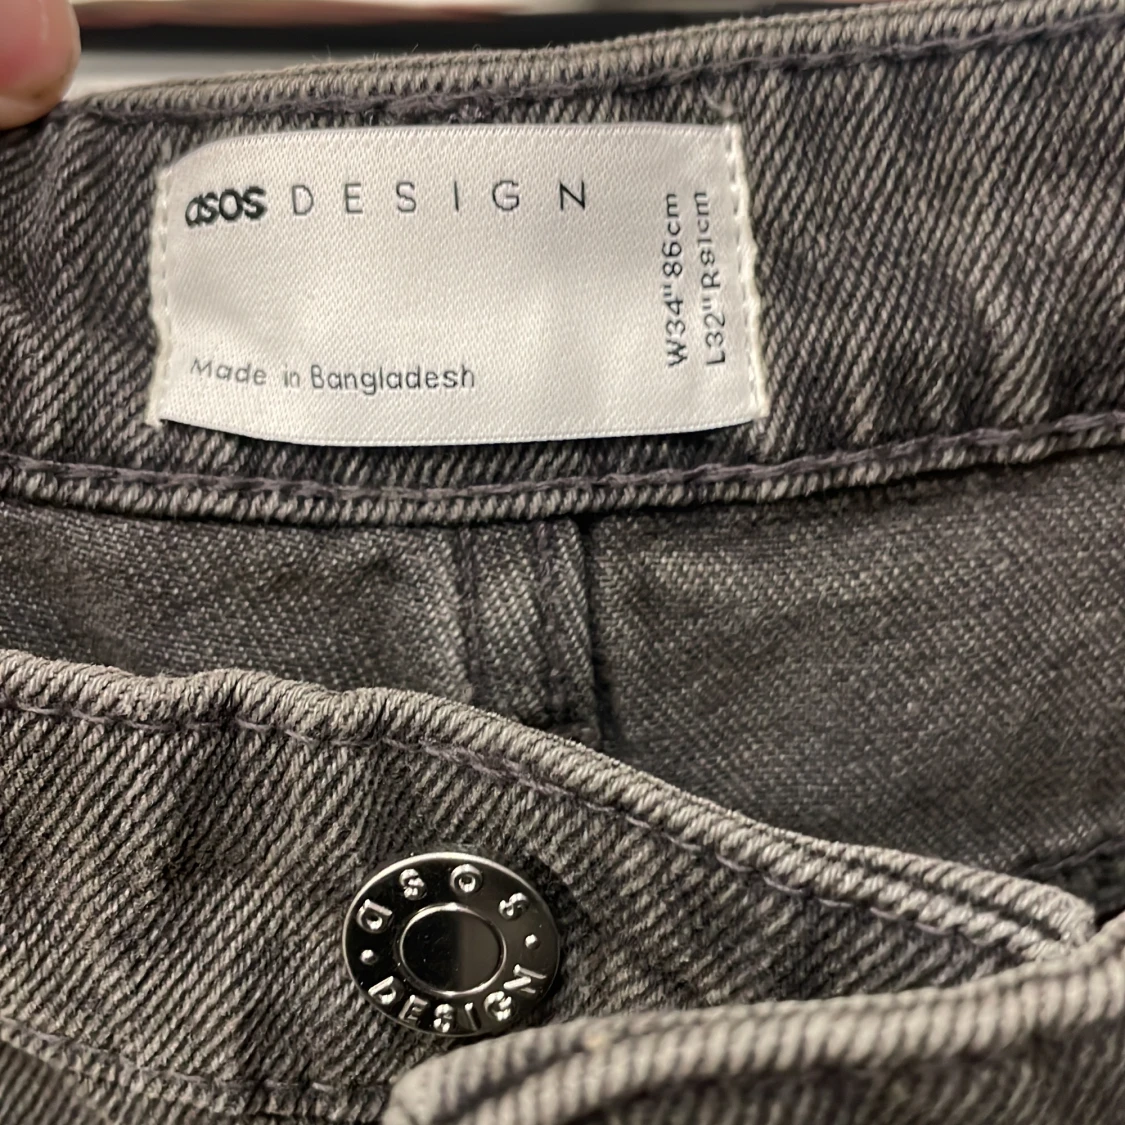 asos DESIGN
Made in Bangladesh
W34"86cm
L32"R81cm
asos
DESIGN